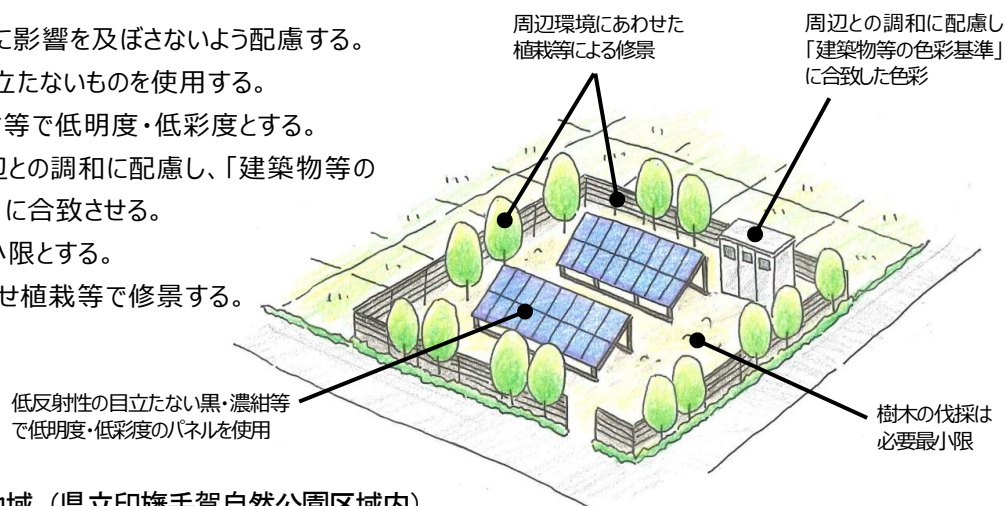 に影響を及ぼさないよう配慮する。
立たないものを使用する。
等で低明度・低彩度とする。
との調和に配慮し、「建築物等の
に合致させる。
限とする。
せ植栽等で修景する。
周辺環境にあわせた
植栽等による修景
周辺との調和に配慮し
「建築物等の色彩基準」
に合致した色彩
低反射性の目立たない黒・濃紺等
で低明度・低彩度のパネルを使用
樹木の伐採は
必要最小限
域（県立印旛手賀自然公園区域内）